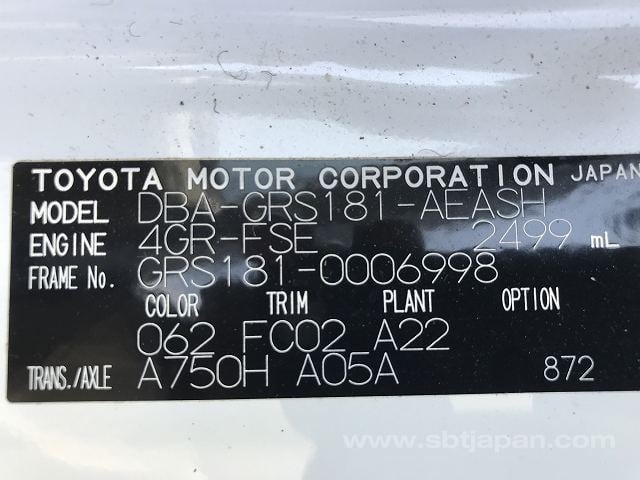 TOYOTA MOTOR CORPORATION JAPAN
MODEL DBA-GRS181-AEASH
ENGINE 4GR-FSE 2499 mL
FRAME No. GRS181-0006998
COLOR TRIM PLANT OPTION
062 FC02 A22
TRANS./AXLE A750H A05A 872
www.sbtjapan.com